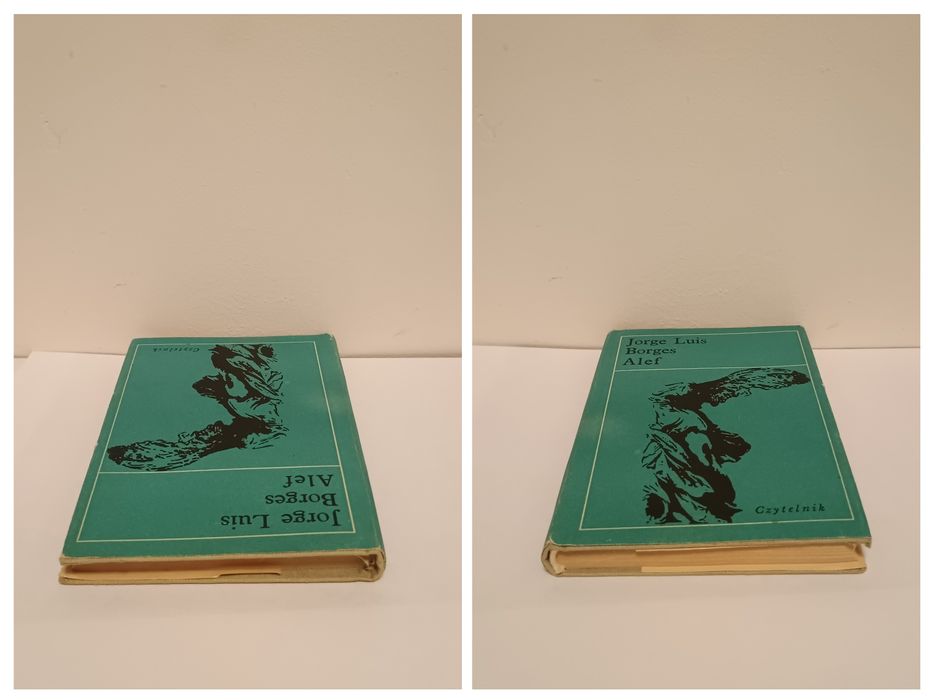 Jorge Luis
Borges
Alef
Czytelnik
Jorge Luis
Borges
Alef
Czytelnik